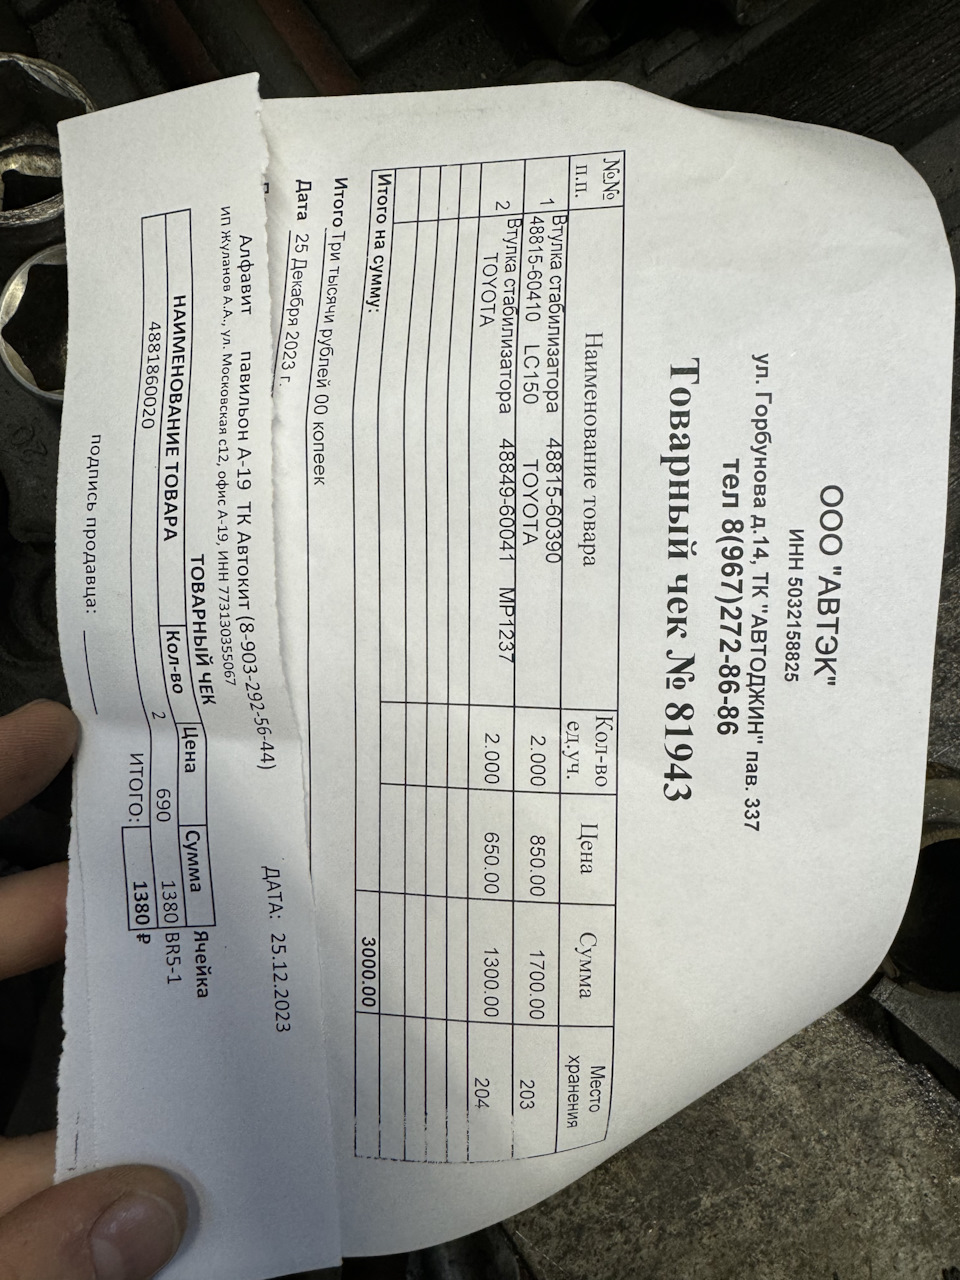 ООО "АВТЭК"
ИНН 5032158825
ул. Горбунова д.14, ТК "АВТОДЖИН" пав. 337
тел 8(967)272-86-86
Товарный чек № 81943
№№ п.п. Наименование товара Кол-во ед.уч. Цена Сумма Место хранения
1 Втулка стабилизатора 48815-60390
48815-60410 LC150 TOYOTA 2.000 850.00 1700.00 203
2 Втулка стабилизатора 48849-60041 MP1237
TOYOTA 2.000 650.00 1300.00 204
Итого на сумму: 3000.00
Итого Три тысячи рублей 00 копеек
Дата 25 Декабря 2023 г.
Алфавит павильон А-19 ТК Автокит (8-903-292-56-44) ДАТА: 25.12.2023
ИП Жуланов А.А., ул. Московская с12, офис А-19, ИНН 773130355067
ТОВАРНЫЙ ЧЕК
НАИМЕНОВАНИЕ ТОВАРА Кол-во Цена Сумма Ячейка
4881860020 2 690 1380 BR5-1
ИТОГО: 1380 ₽
подпись продавца: